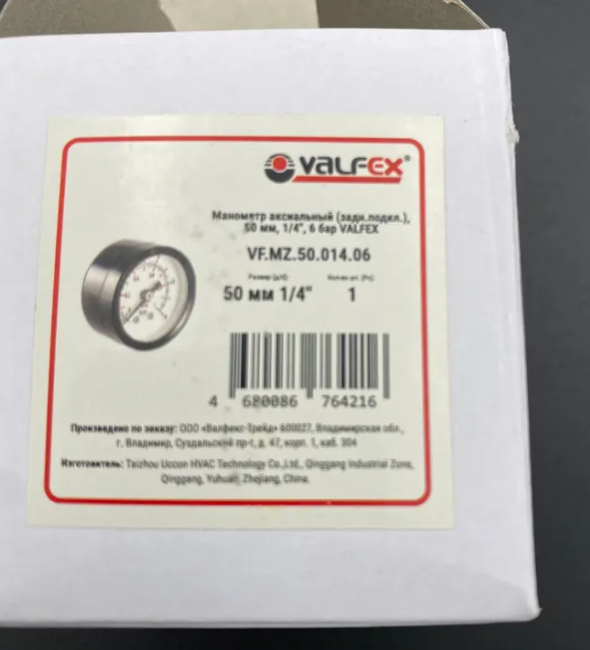 VALFEX®
Манометр аксиальный (задн.подкл.),
50 мм, 1/4", 6 бар VALFEX
VF.MZ.50.014.06
Размер (д/d)
50 мм 1/4"
1
4 680086 764216
Произведено по заказу: ООО «Валфекс-Трейд» 600027, Владимирская обл.,
г. Владимир, Суздальский пр-т, д. 47, корп. 1, каб. 304
Изготовитель: Taizhou HVAC Technology Co.,Ltd., Qinggang Industrial Zone,
Qinggang, Yuhuan, Zhejiang, China.